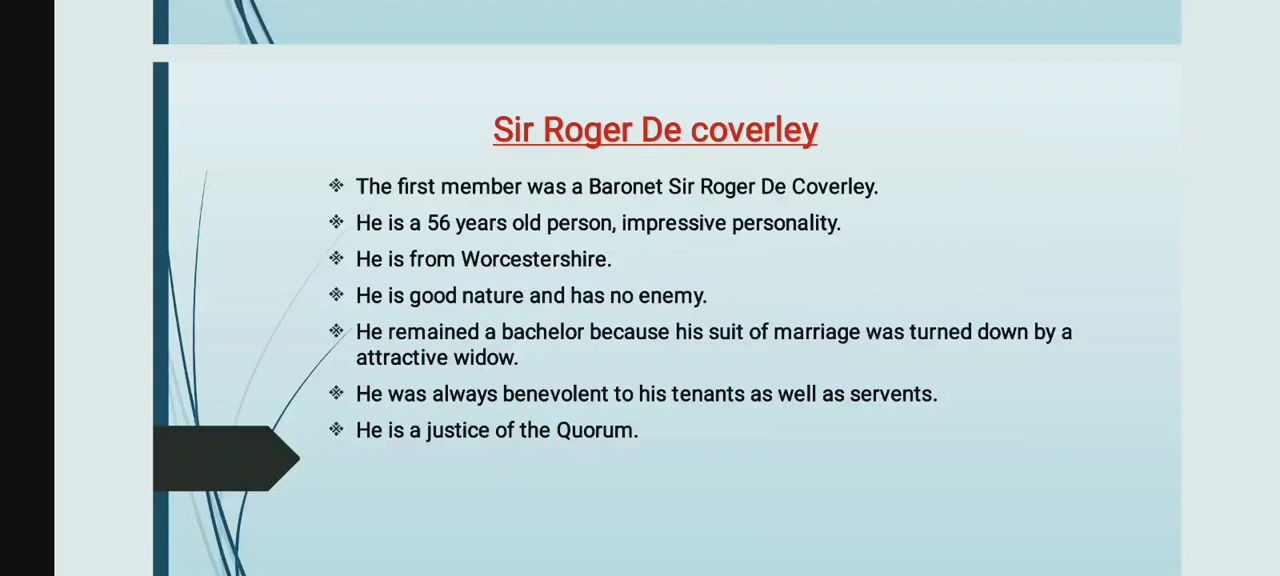 Sir Roger De coverley
❖ The first member was a Baronet Sir Roger De Coverley.
❖ He is a 56 years old person, impressive personality.
❖ He is from Worcestershire.
❖ He is good nature and has no enemy.
❖ He remained a bachelor because his suit of marriage was turned down by a
attractive widow.
❖ He was always benevolent to his tenants as well as servents.
❖ He is a justice of the Quorum.